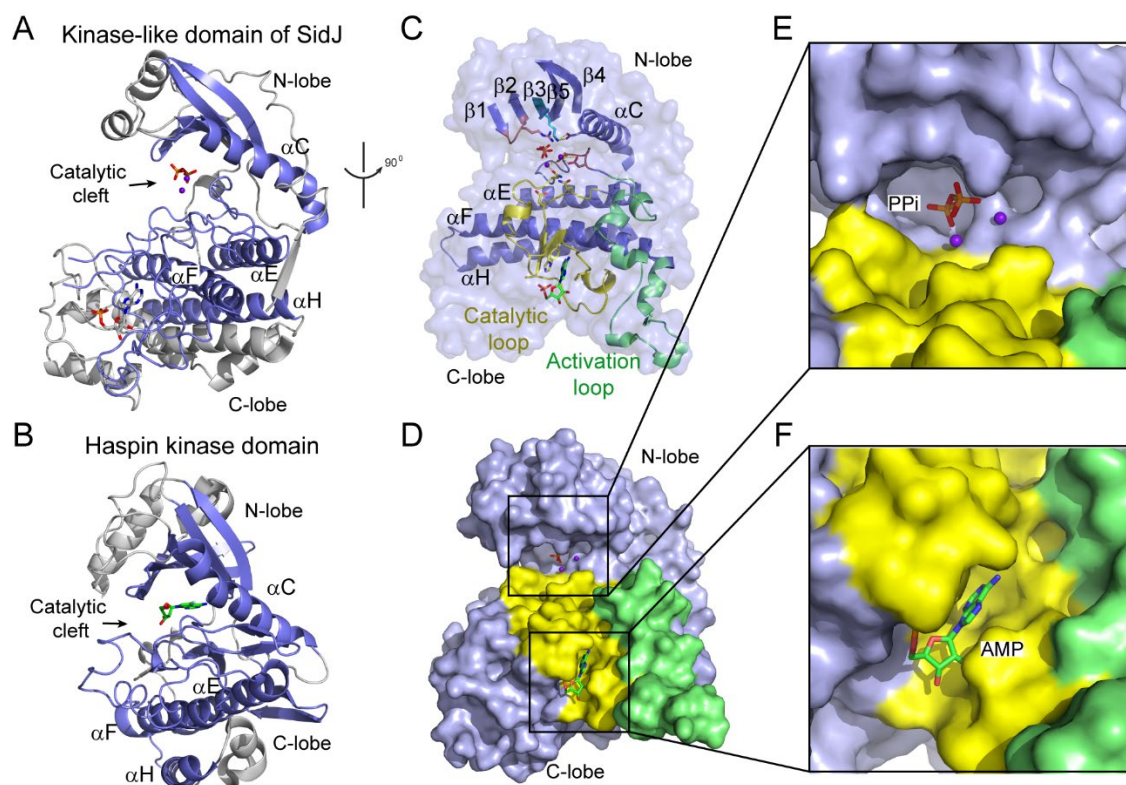 A
Kinase-like domain of SidJ
N-lobe
αC
Catalytic
cleft
90⁰
αF
αE
αH
C-lobe
B
Haspin kinase domain
N-lobe
αC
Catalytic
cleft
αE
αF
C-lobe
αH
C
N-lobe
β4
β2
β3
β5
β1
αC
αE
αF
αH
Catalytic
loop
Activation
loop
C-lobe
D
N-lobe
C-lobe
E
PPi
F
AMP